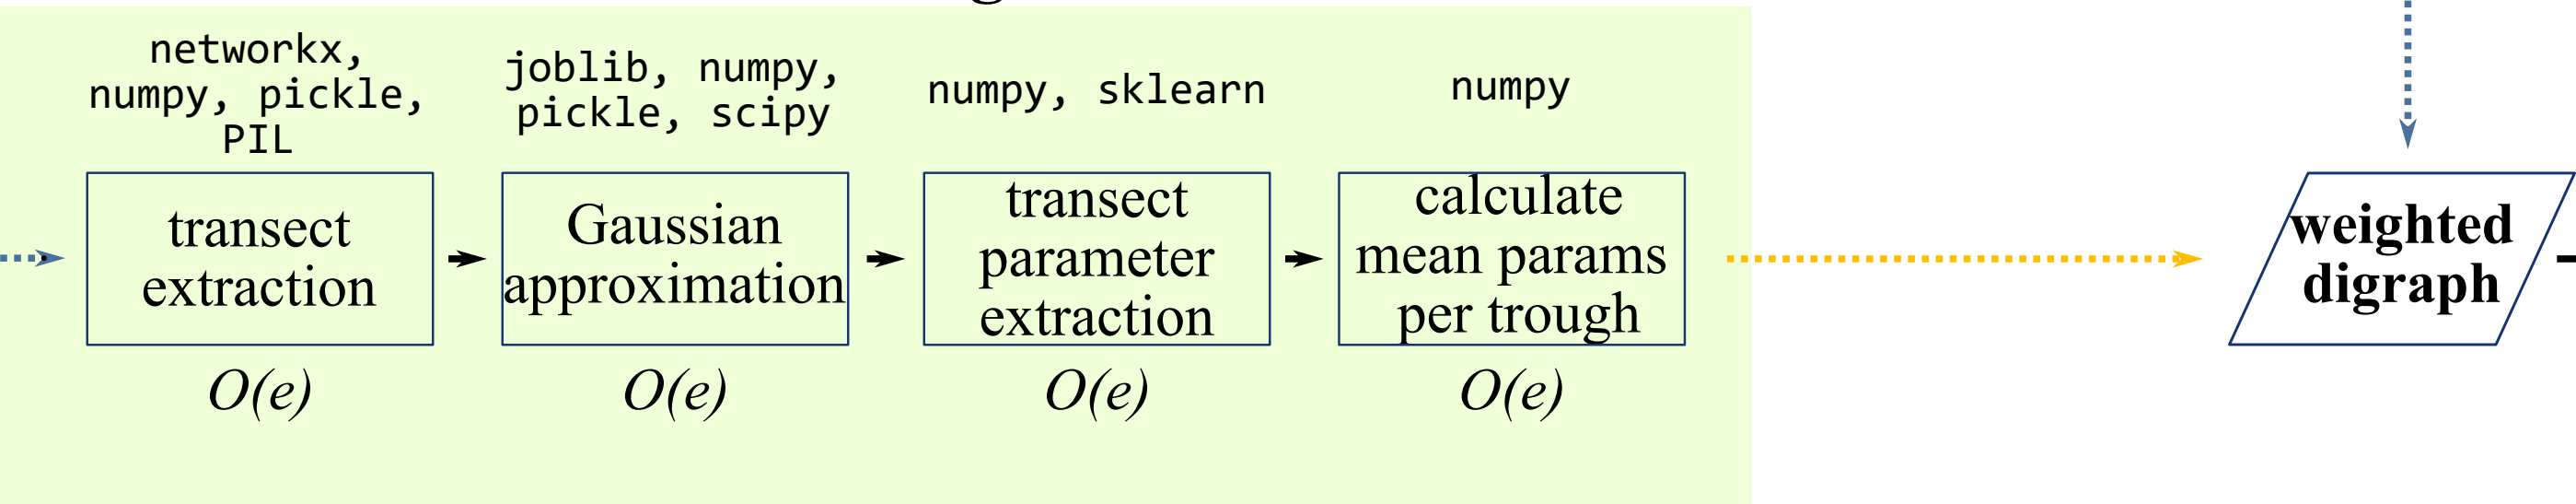 networkx,
numpy, pickle,
PIL
joblib, numpy,
pickle, scipy
numpy, sklearn
numpy
transect
extraction
Gaussian
approximation
transect
parameter
extraction
calculate
mean params
per trough
weighted
digraph
O(e)
O(e)
O(e)
O(e)